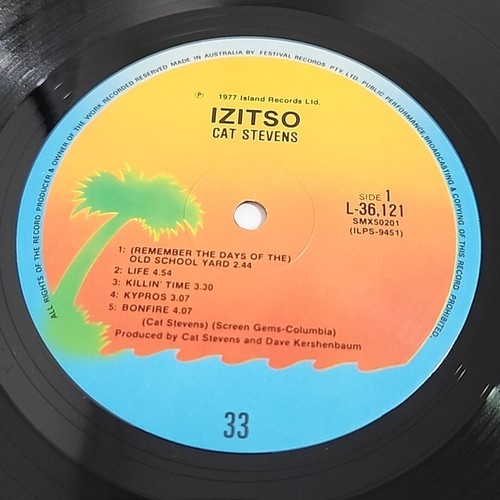 ALL RIGHTS OF THE RECORD PRODUCER & OWNER OF THE WORK RECORDED RESERVED MADE IN AUSTRALIA BY FESTIVAL RECORDS PTY. LTD. PUBLIC PERFORMANCE, BROADCASTING & COPYING OF THIS RECORD PROHIBITED.
℗ 1977 Island Records Ltd.
IZITSO
CAT STEVENS
SIDE 1
L-36,121
SMX50201
(ILPS-9451)
1: (REMEMBER THE DAYS OF THE)
OLD SCHOOL YARD 2.44
2: LIFE 4.54
3: KILLIN' TIME 3.30
4: KYPROS 3.07
5: BONFIRE 4.07
(Cat Stevens) (Screen Gems-Columbia)
Produced by Cat Stevens and Dave Kershenbaum
33